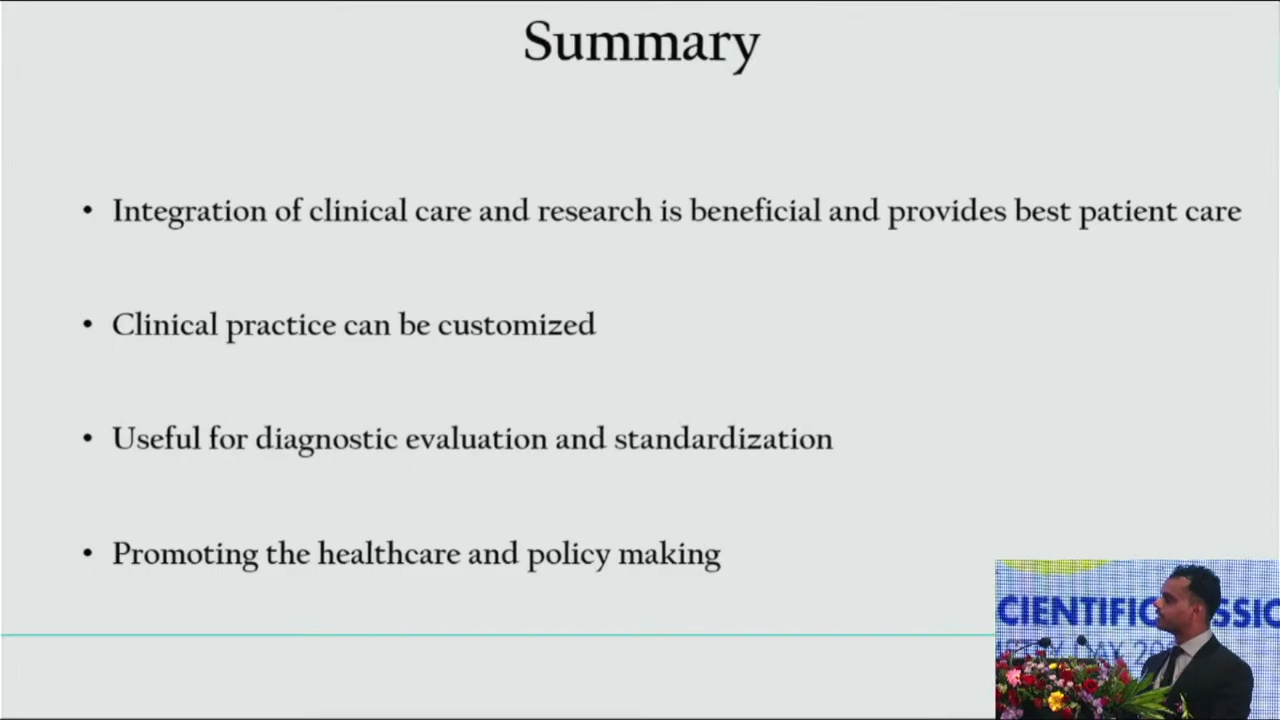 Summary
• Integration of clinical care and research is beneficial and provides best patient care
• Clinical practice can be customized
• Useful for diagnostic evaluation and standardization
• Promoting the healthcare and policy making
CIENTIFIC SSIO